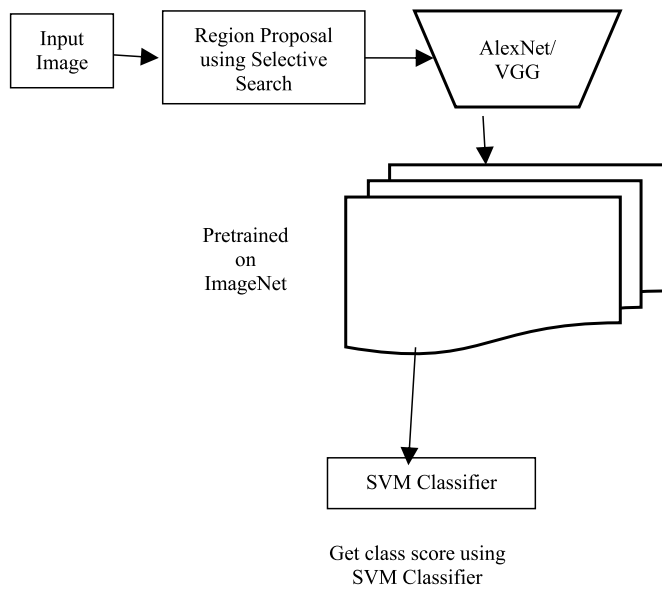 Input
Image
Region Proposal
using Selective
Search
AlexNet/
VGG
Pretrained
on
ImageNet
SVM Classifier
Get class score using
SVM Classifier